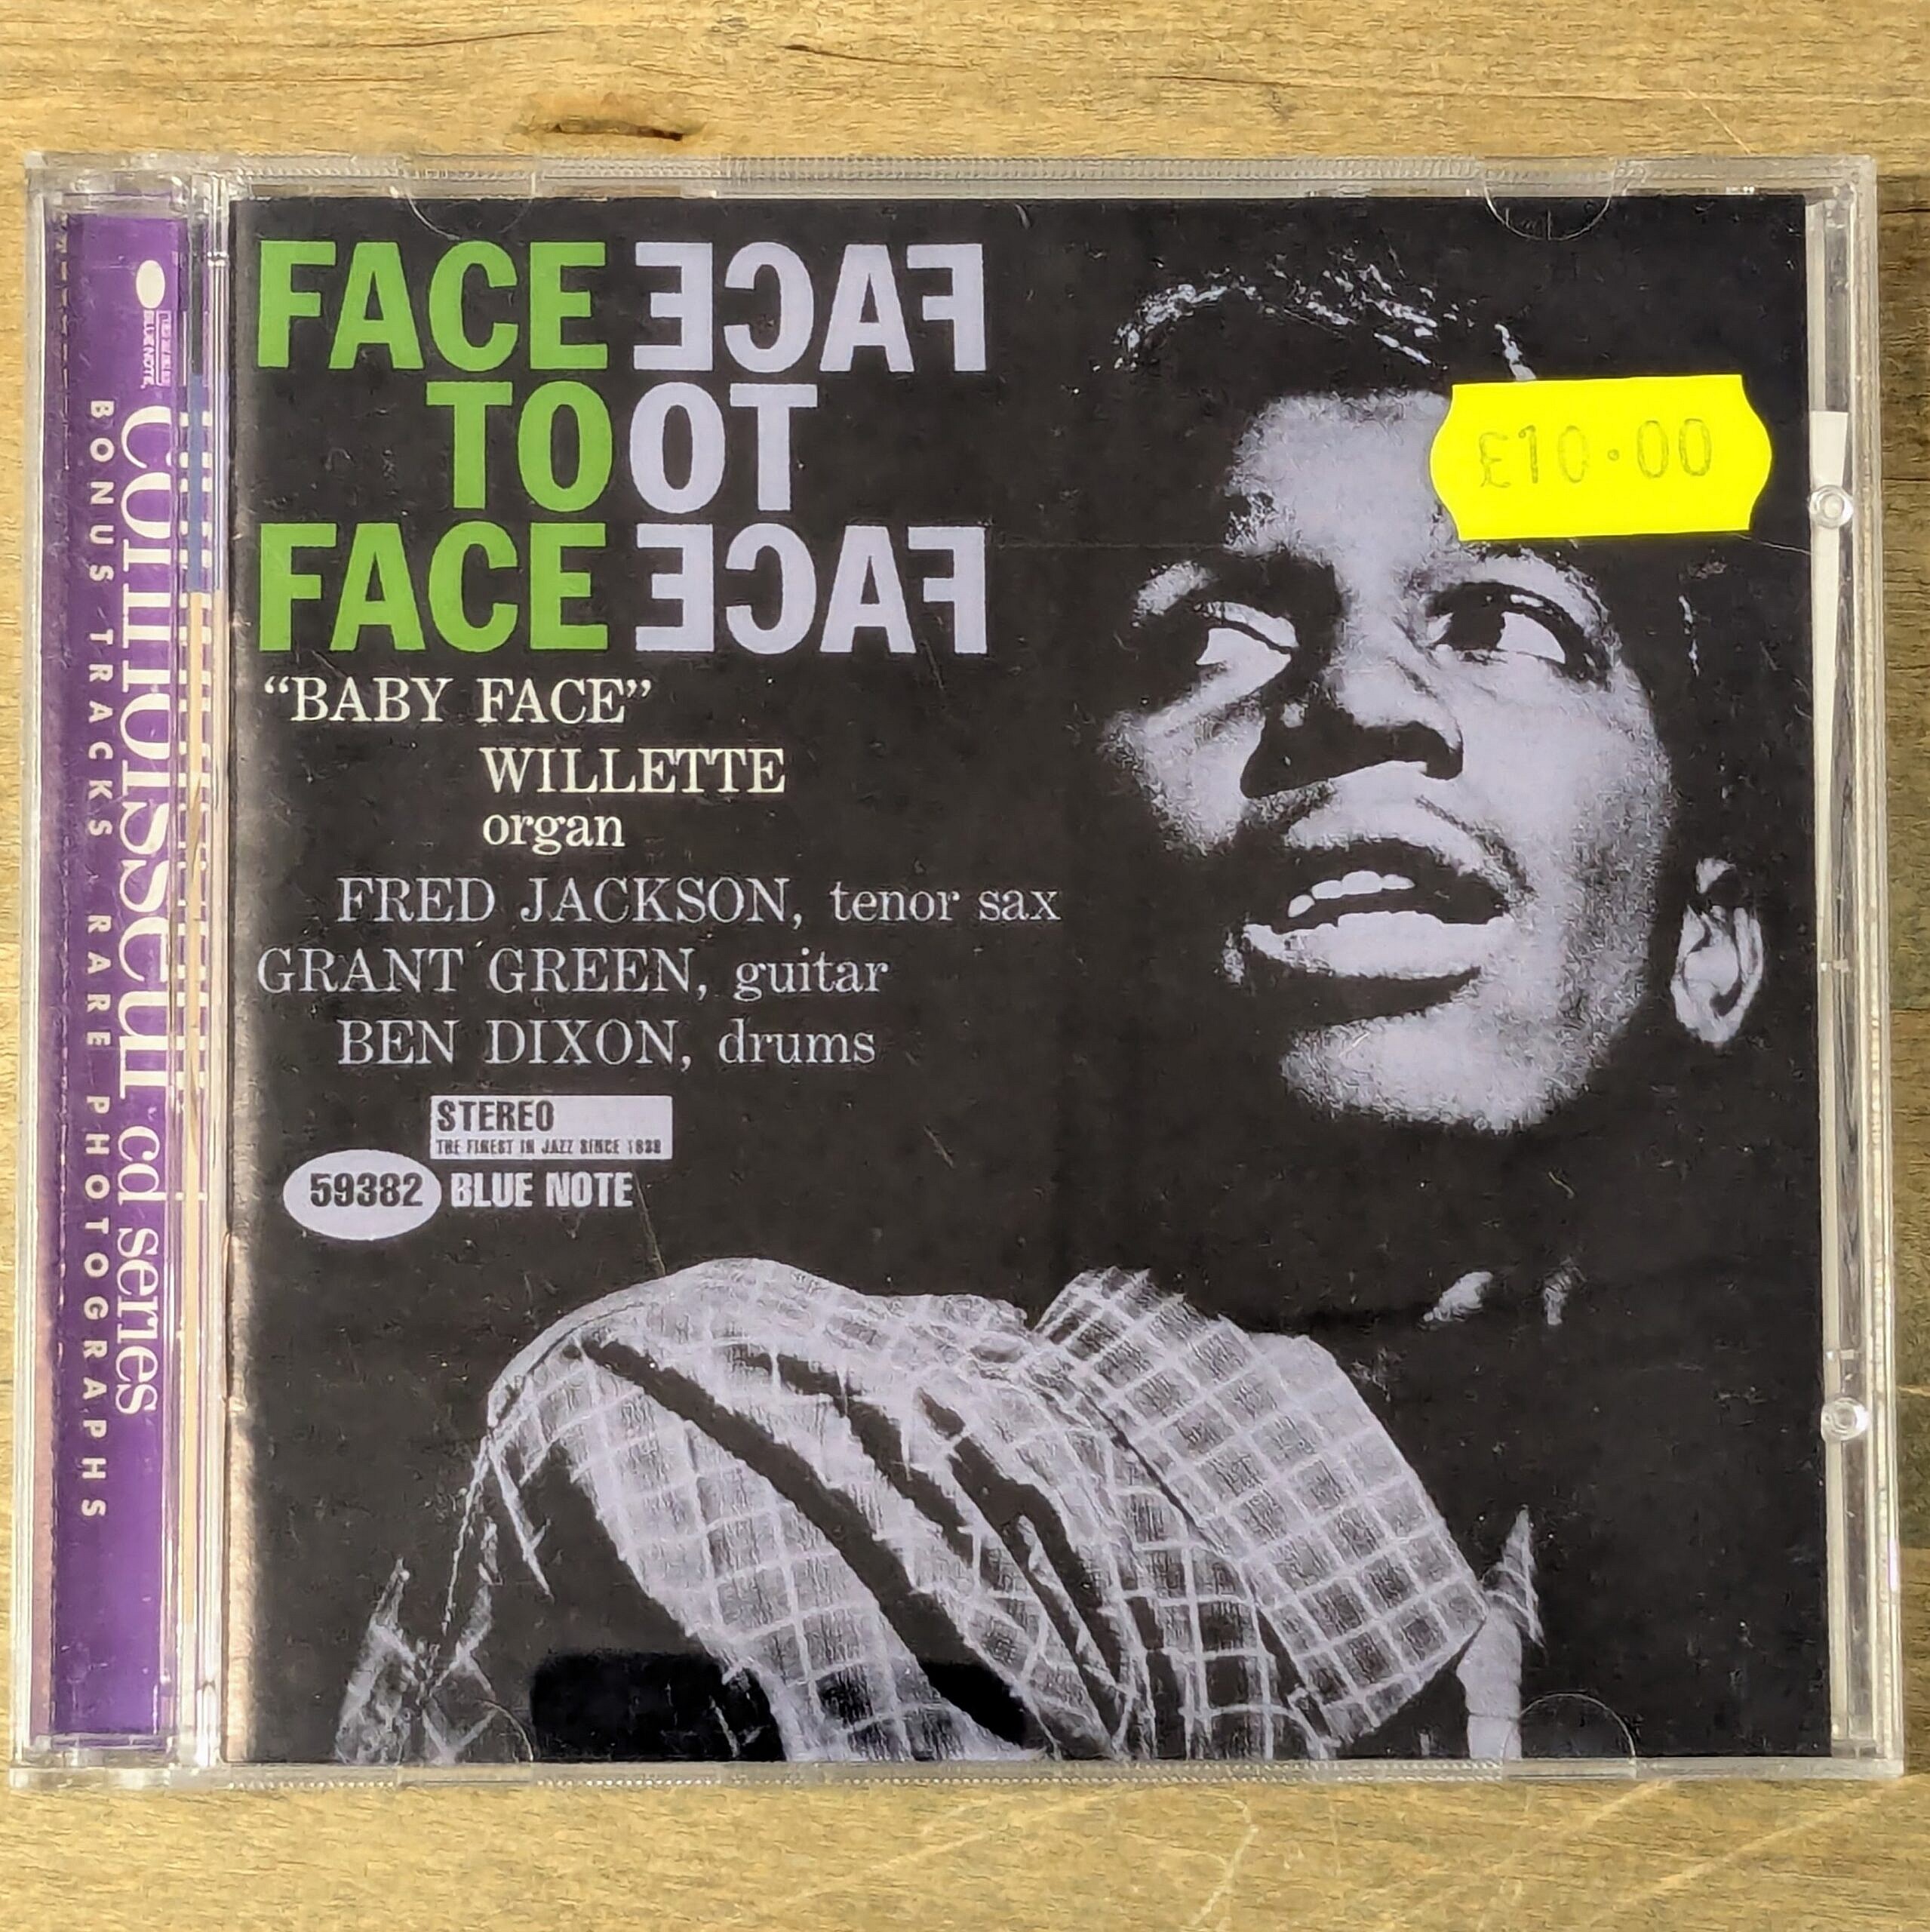 FACE FACE
TO TO
FACE FACE
“BABY FACE”
WILLETTE
organ
FRED JACKSON, tenor sax
GRANT GREEN, guitar
BEN DIXON, drums
STEREO
THE FINEST IN JAZZ SINCE 1939
59382 BLUE NOTE
£10.00
BLUE NOTE
connoisseur cd series
BONUS TRACKS RARE PHOTOGRAPHS